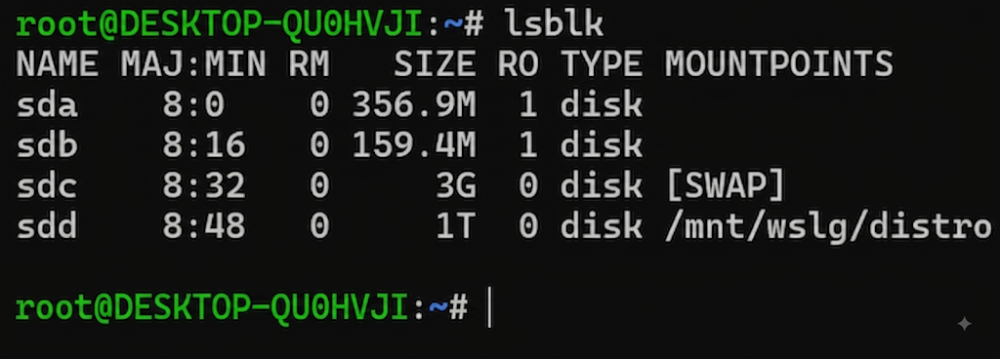 root@DESKTOP-QU0HVJI:~# lsblk
NAME MAJ:MIN RM   SIZE RO TYPE MOUNTPOINTS
sda    8:0    0 356.9M  1 disk
sdb    8:16   0 159.4M  1 disk
sdc    8:32   0     3G  0 disk [SWAP]
sdd    8:48   0     1T  0 disk /mnt/wslg/distro
root@DESKTOP-QU0HVJI:~#